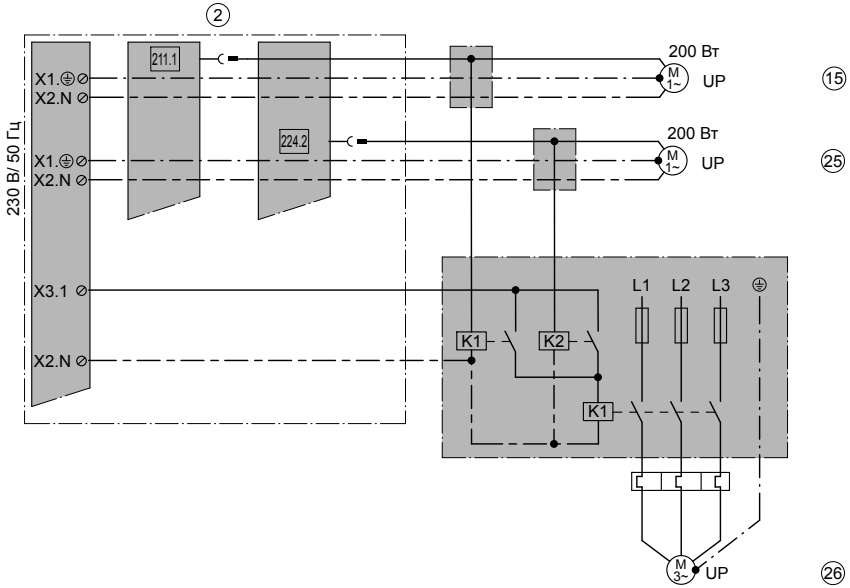 2
211.1
200 Вт
X1.
M
1~
UP
15
X2.N
224.2
200 Вт
X1.
M
1~
UP
25
X2.N
230 В/ 50 Гц
X3.1
L1
L2
L3
K1
K2
X2.N
K1
M
3~
UP
26